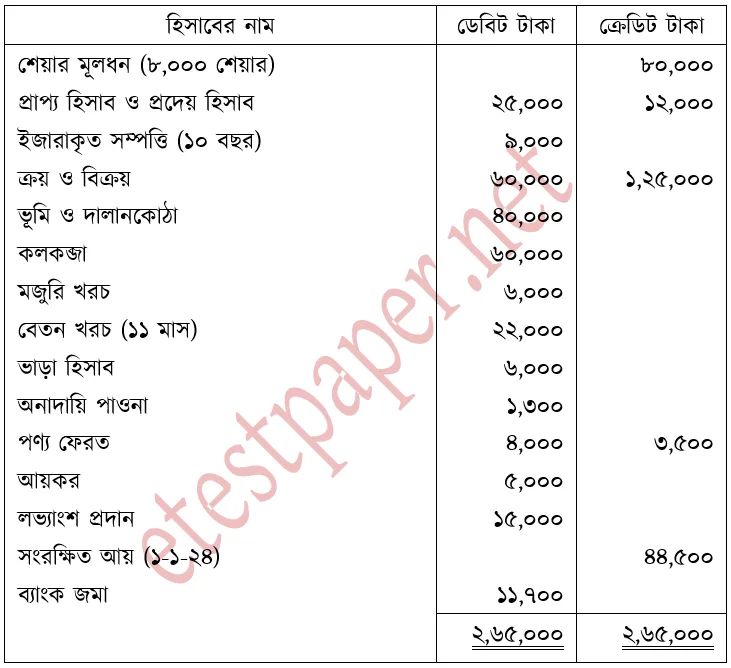 হিসাবের নাম ডেবিট টাকা ক্রেডিট টাকা
শেয়ার মূলধন (৮,০০০ শেয়ার) ৮০,০০০
প্রাপ্য হিসাব ও প্রদেয় হিসাব ২৫,০০০ ১২,০০০
ইজারাকৃত সম্পত্তি (১০ বছর) ৯,০০০
ক্রয় ও বিক্রয় ৬০,০০০ ১,২৫,০০০
ভূমি ও দালানকোঠা ৪০,০০০
কলকব্জা ৬০,০০০
মজুরি খরচ ৬,০০০
বেতন খরচ (১১ মাস) ২২,০০০
ভাড়া হিসাব ৬,০০০
অনাদায়ি পাওনা ১,৩০০
পণ্য ফেরত ৪,০০০ ৩,৫০০
আয়কর ৫,০০০
লভ্যাংশ প্রদান ১৫,০০০
সংরক্ষিত আয় (১-১-২৪) ৪৪,৫০০
ব্যাংক জমা ১১,৭০০
২,৬৫,০০০ ২,৬৫,০০০
etestpaper.net